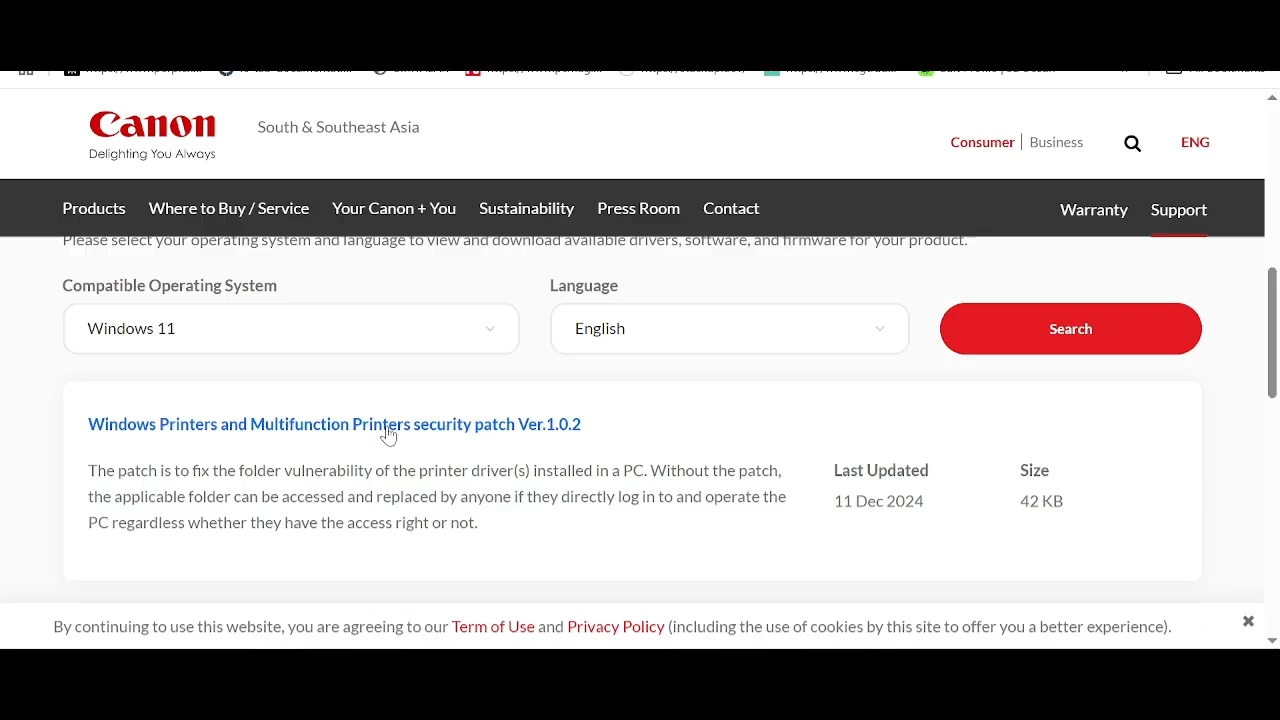 Canon
Delighting You Always
South & Southeast Asia
Consumer | Business
ENG
Products
Where to Buy / Service
Your Canon + You
Sustainability
Press Room
Contact
Warranty
Support
Please select your operating system and language to view and download available drivers, software, and firmware for your product.
Compatible Operating System
Language
Windows 11
English
Search
Windows Printers and Multifunction Printers security patch Ver.1.0.2
The patch is to fix the folder vulnerability of the printer driver(s) installed in a PC. Without the patch,
the applicable folder can be accessed and replaced by anyone if they directly log in to and operate the
PC regardless whether they have the access right or not.
Last Updated
11 Dec 2024
Size
42 KB
By continuing to use this website, you are agreeing to our Term of Use and Privacy Policy (including the use of cookies by this site to offer you a better experience).